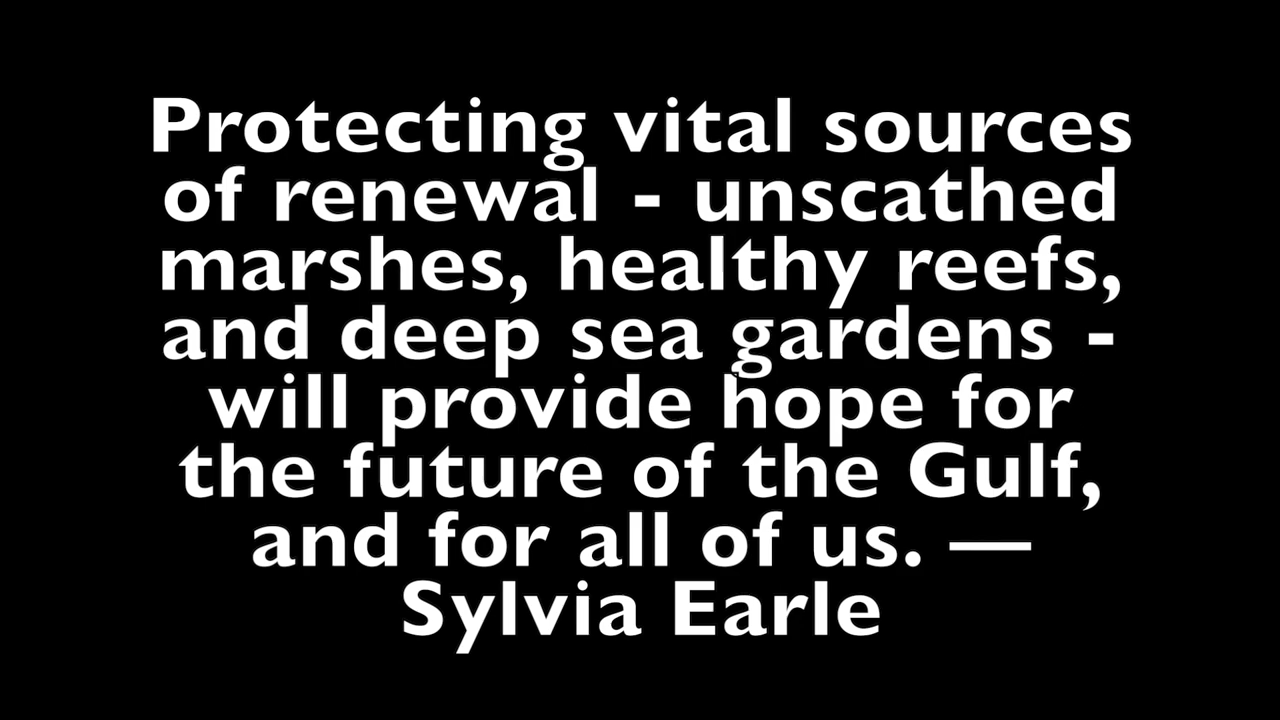 Protecting vital sources
of renewal - unscathed
marshes, healthy reefs,
and deep sea gardens -
will provide hope for
the future of the Gulf,
and for all of us. —
Sylvia Earle